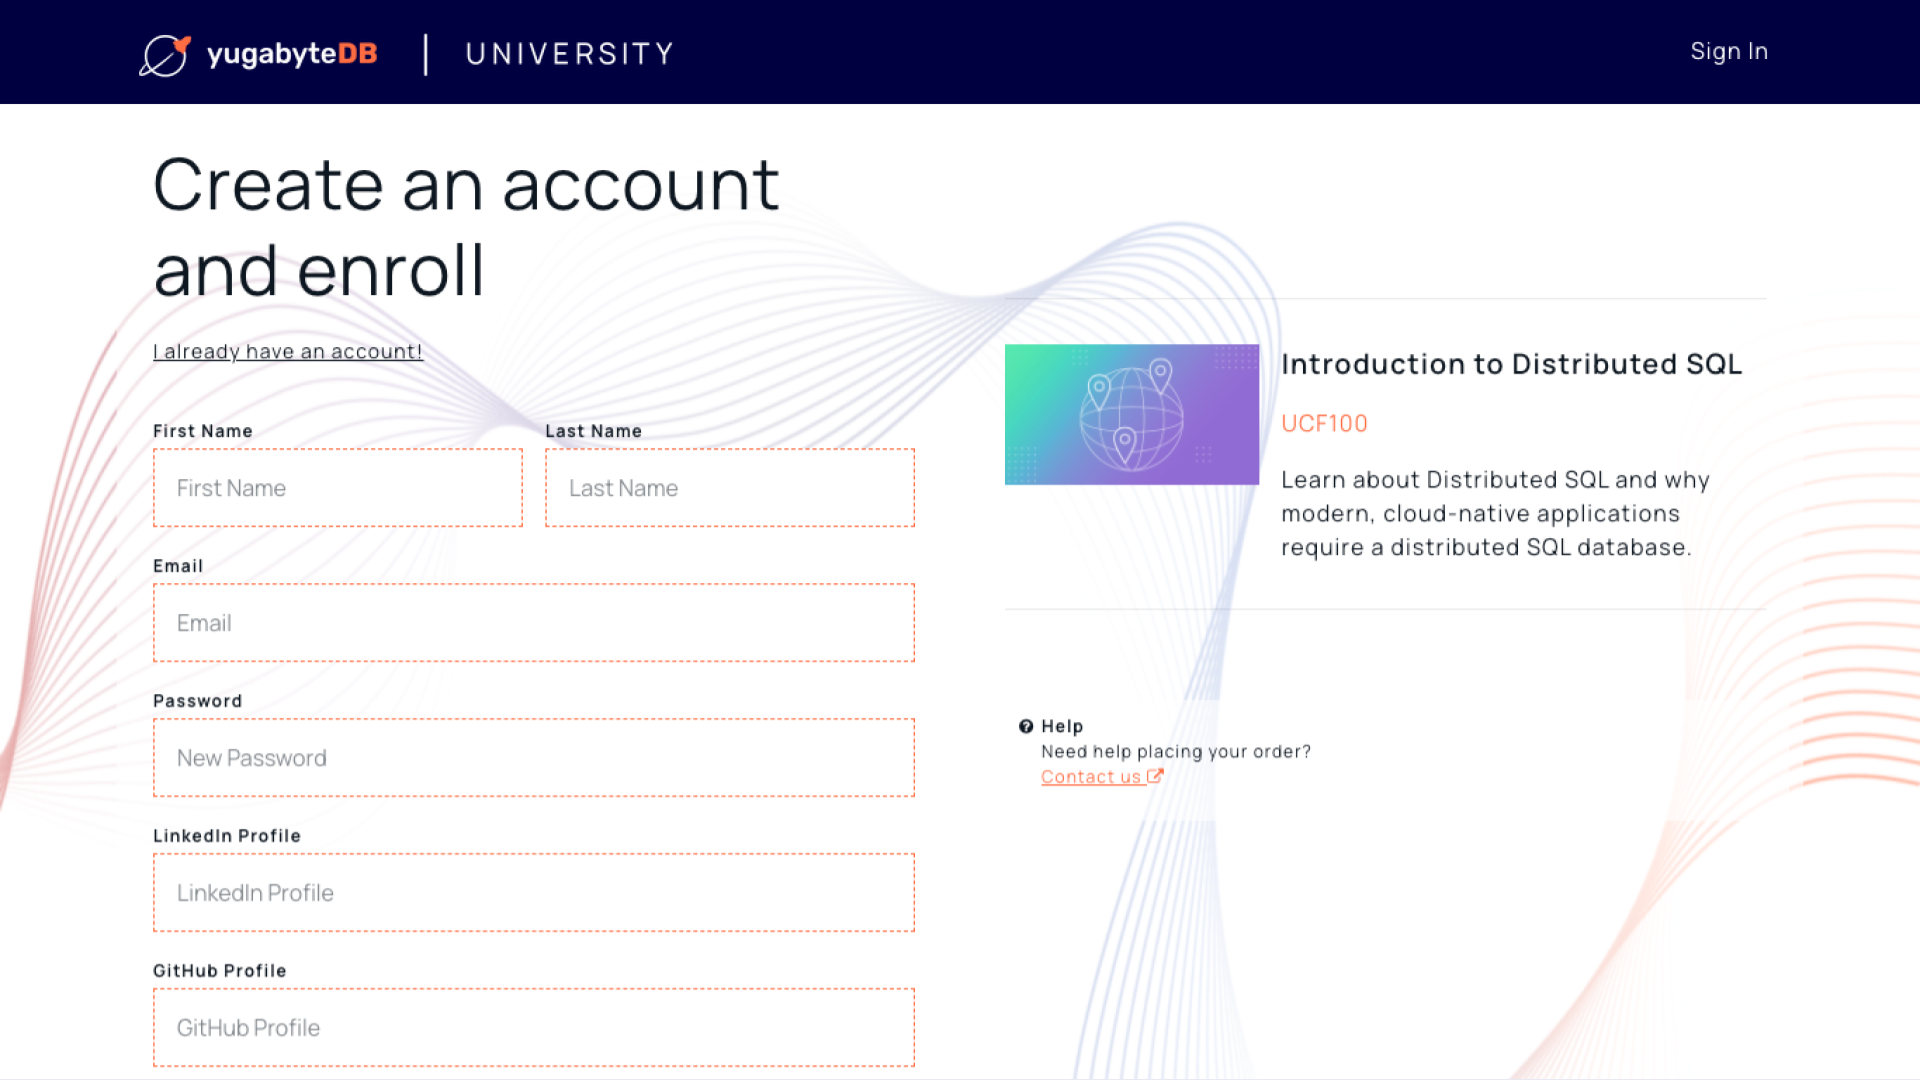 yugabyteDB | UNIVERSITY
Sign In
Create an account
and enroll
I already have an account!
First Name
Last Name
First Name
Last Name
Email
Email
Password
New Password
LinkedIn Profile
LinkedIn Profile
GitHub Profile
GitHub Profile
Introduction to Distributed SQL
UCF100
Learn about Distributed SQL and why
modern, cloud-native applications
require a distributed SQL database.
Help
Need help placing your order?
Contact us